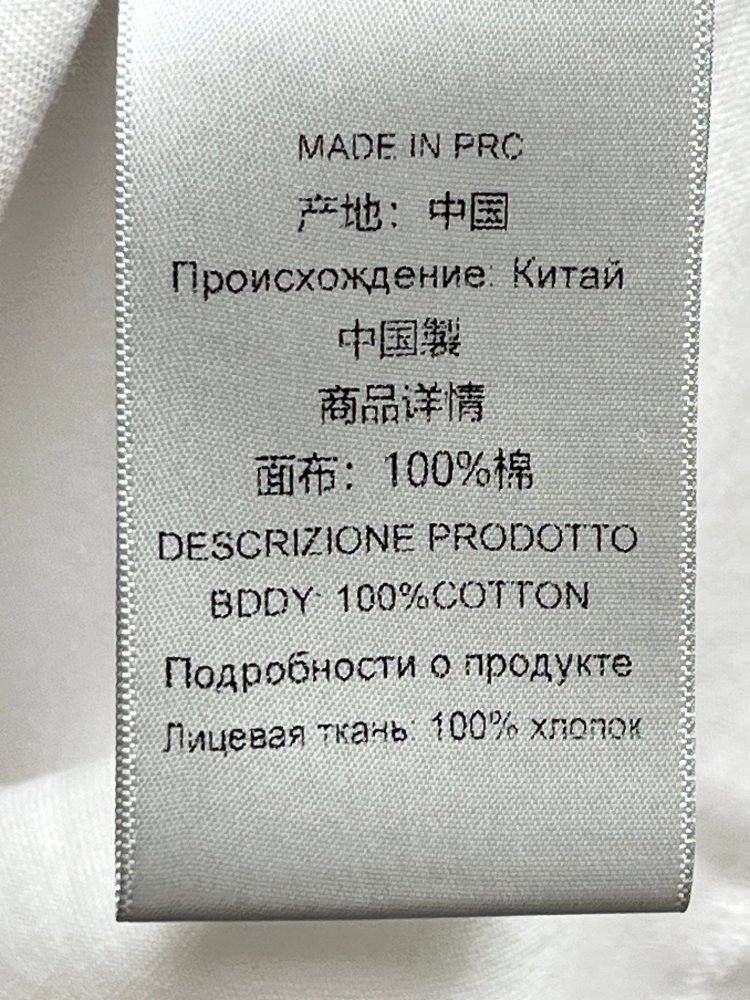 MADE IN PRC
产地：中国
Происхождение: Китай
中国製
商品详情
面布：100%棉
DESCRIZIONE PRODOTTO
BDDY: 100%COTTON
Подробности о продукте
Лицевая ткань: 100% хлопок